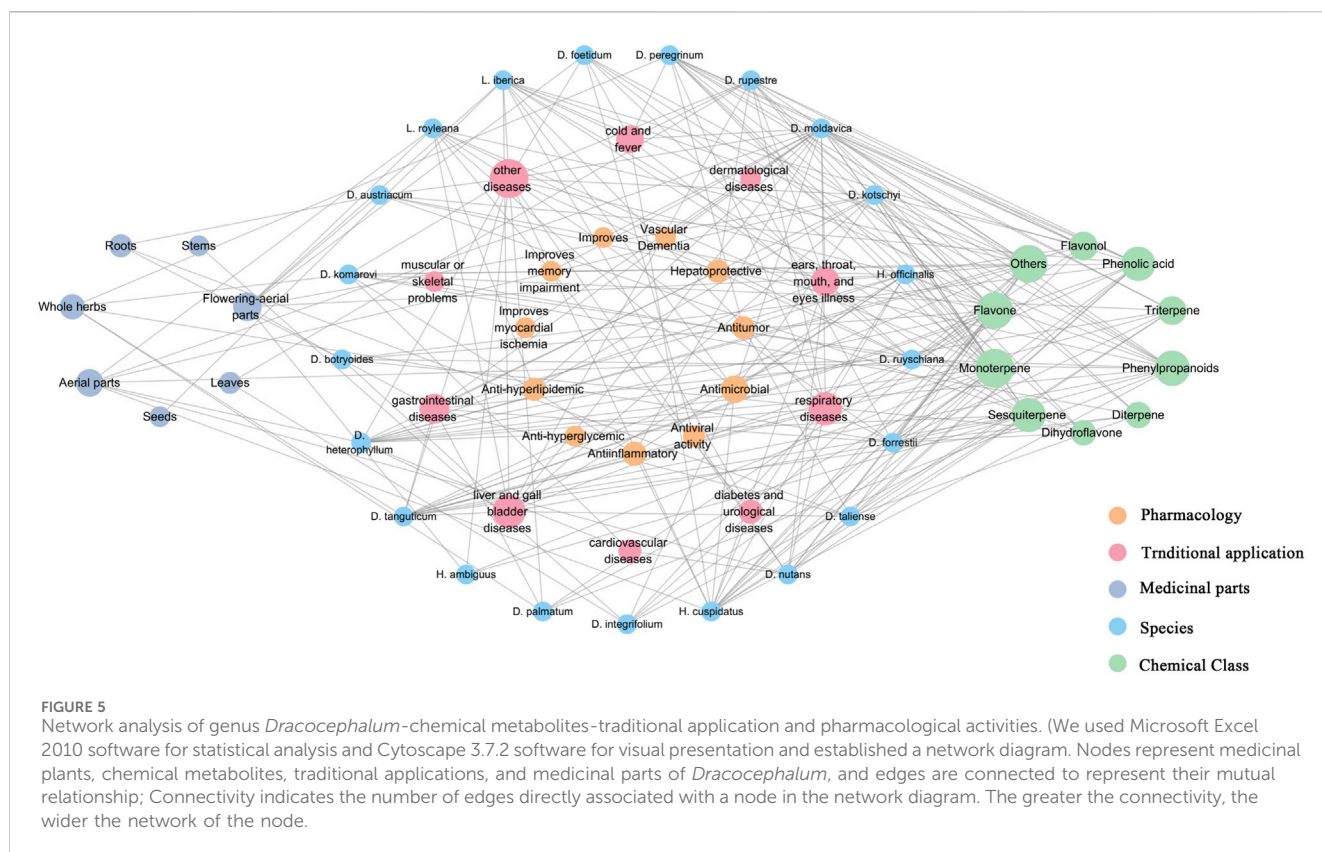 D. foetidum
D. peregrinum
L. iberica
D. rupestre
L. royleana
cold and
fever
D. moldavica
other
diseases
dermatological
diseases
D. austriacum
D. kotschyi
Roots
Stems
Improves
Vascular
Dementia
Flavonol
Others
Phenolic acid
D. komarovi
muscular or
skeletal
problems
Improves
memory
impairment
Hepatoprotective
ears, throat,
mouth, and
eyes illness
H. officinalis
Whole herbs
Flowering-aerial
parts
Flavone
Triterpene
Improves
myocardial
ischemia
Antitumor
D. botryoides
D. ruyschiana
Monoterpene
Phenylpropanoids
Aerial parts
Leaves
Anti-hyperlipidemic
Antimicrobial
Seeds
gastrointestinal
diseases
respiratory
diseases
Sesquiterpene
Diterpene
Dihydroflavone
D.
heterophyllum
Anti-hyperglycemic
Antiinflammatory
Antiviral
activity
D. forrestii
D. tanguticum
liver and gall
bladder
diseases
diabetes and
urological
diseases
D. taliense
cardiovascular
diseases
H. ambiguus
D. nutans
D. palmatum
D. integrifolium
H. cuspidatus
Pharmacology
Trnditional application
Medicinal parts
Species
Chemical Class
FIGURE 5
Network analysis of genus Dracocephalum-chemical metabolites-traditional application and pharmacological activities. (We used Microsoft Excel
2010 software for statistical analysis and Cytoscape 3.7.2 software for visual presentation and established a network diagram. Nodes represent medicinal
plants, chemical metabolites, traditional applications, and medicinal parts of Dracocephalum, and edges are connected to represent their mutual
relationship; Connectivity indicates the number of edges directly associated with a node in the network diagram. The greater the connectivity, the
wider the network of the node.